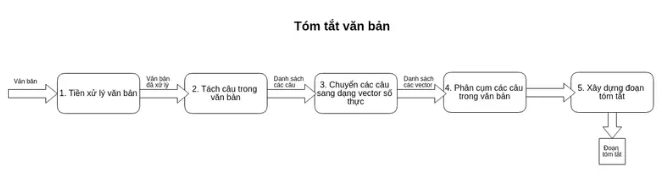 Tóm tắt văn bản
Văn bản
1. Tiền xử lý văn bản
Văn bản
đã xử lý
2. Tách câu trong
văn bản
Danh sách
các câu
3. Chuyển các câu
sang dạng vector số
thực
Danh sách
các vector
4. Phân cụm các câu
trong văn bản
5. Xây dựng đoạn
tóm tắt
Đoạn
tóm tắt